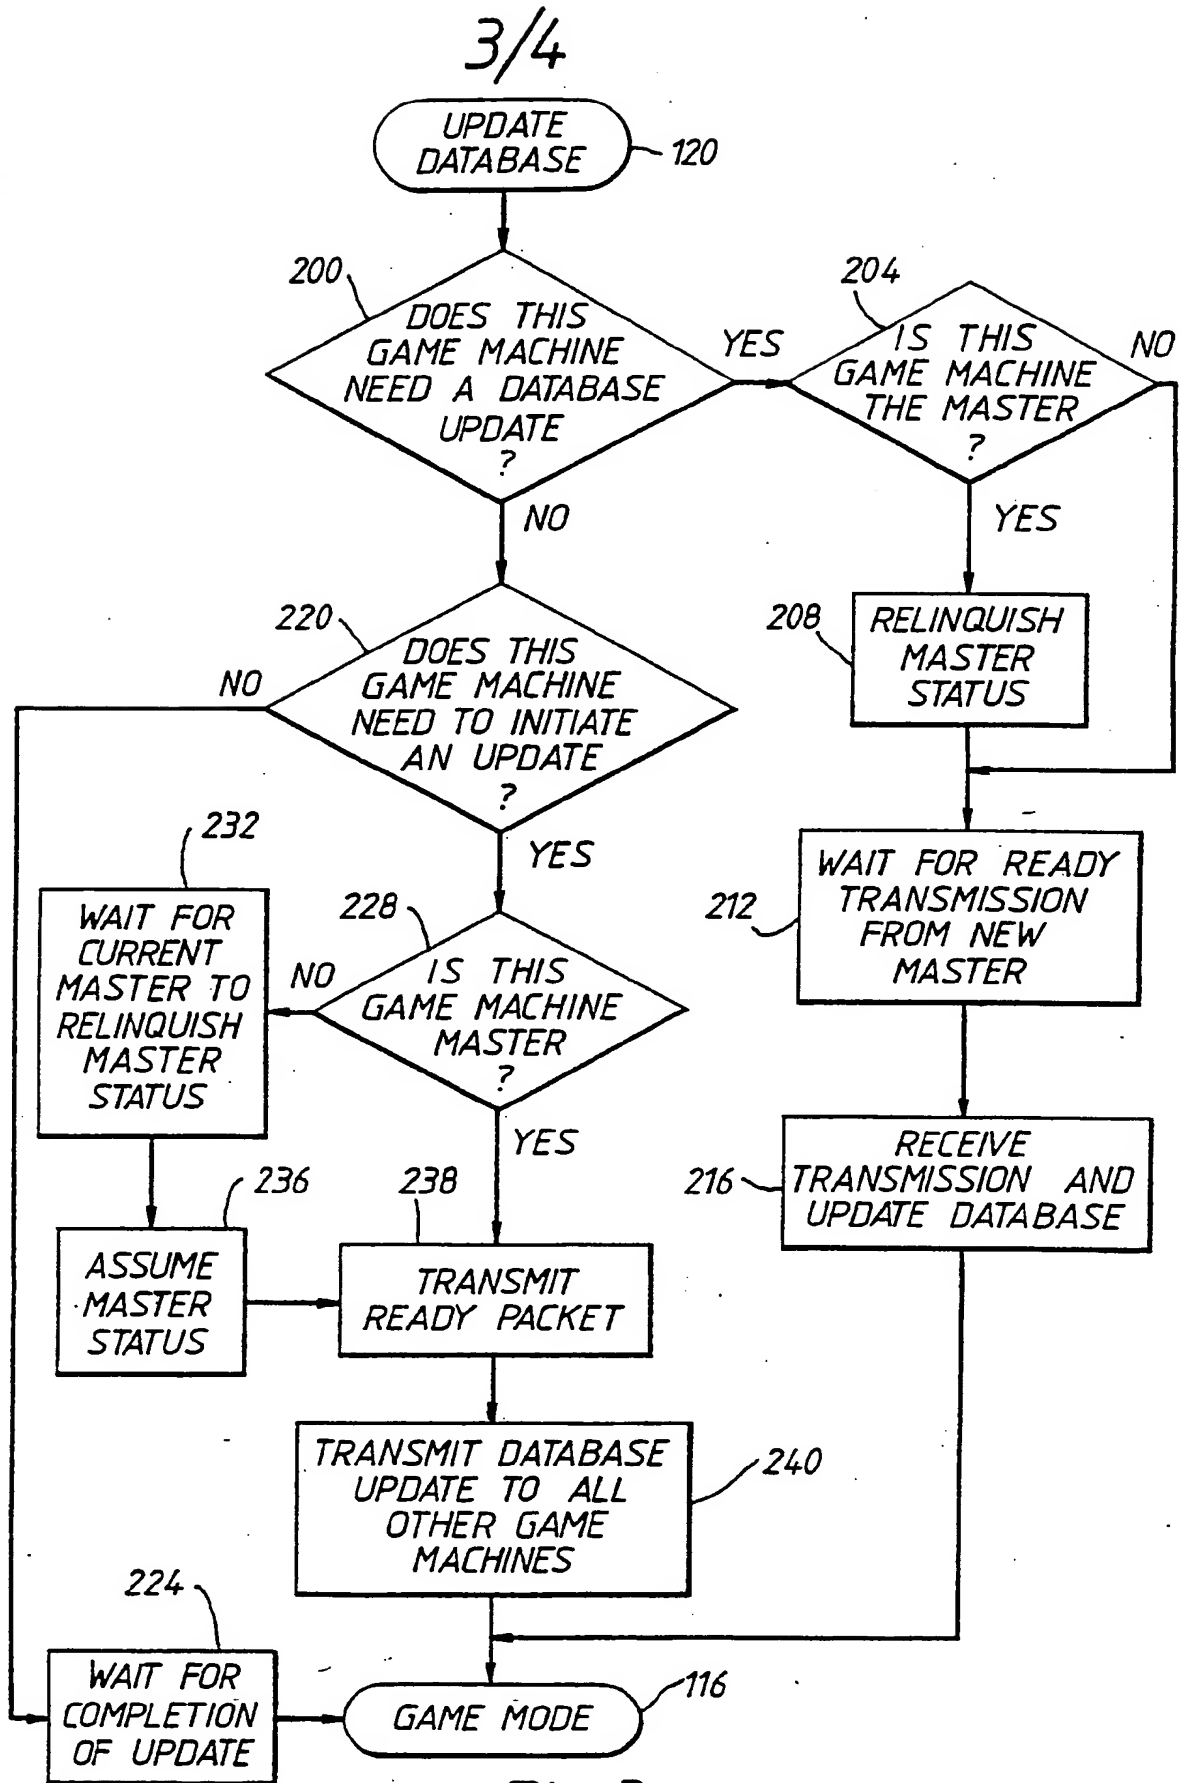 3/4
UPDATE
DATABASE
120
200
DOES THIS
GAME MACHINE
NEED A DATABASE
UPDATE
?
YES
204
IS THIS
GAME MACHINE
THE MASTER
?
NO
NO
YES
208
RELINQUISH
MASTER
STATUS
220
DOES THIS
GAME MACHINE
NEED TO INITIATE
AN UPDATE
?
NO
YES
212
WAIT FOR READY
TRANSMISSION
FROM NEW
MASTER
232
WAIT FOR
CURRENT
MASTER TO
RELINQUISH
MASTER
STATUS
228
IS THIS
GAME MACHINE
MASTER
?
NO
YES
216
RECEIVE
TRANSMISSION AND
UPDATE DATABASE
236
ASSUME
MASTER
STATUS
238
TRANSMIT
READY PACKET
TRANSMIT DATABASE
UPDATE TO ALL
OTHER GAME
MACHINES
240
224
WAIT FOR
COMPLETION
OF UPDATE
GAME MODE
116